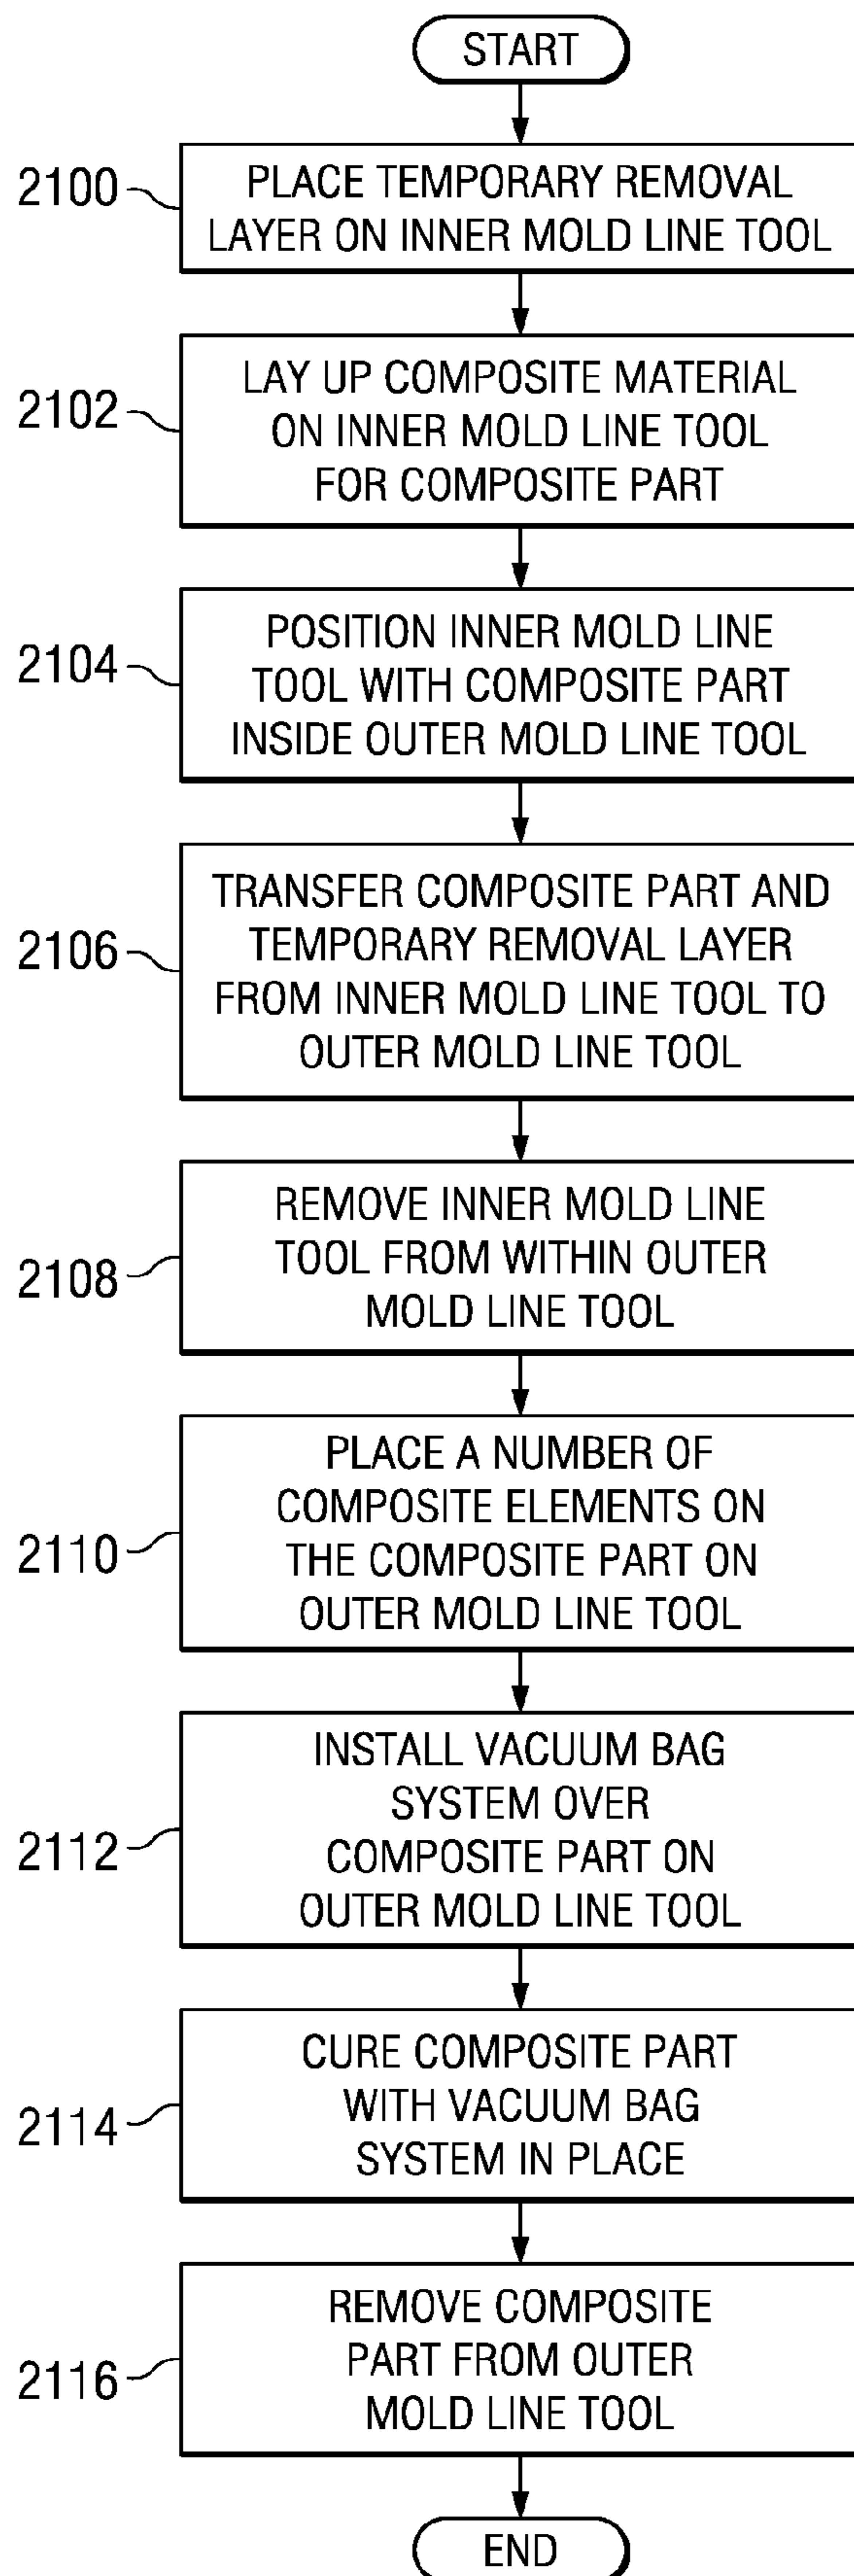 START
2100
PLACE TEMPORARY REMOVAL
LAYER ON INNER MOLD LINE TOOL
2102
LAY UP COMPOSITE MATERIAL
ON INNER MOLD LINE TOOL
FOR COMPOSITE PART
2104
POSITION INNER MOLD LINE
TOOL WITH COMPOSITE PART
INSIDE OUTER MOLD LINE TOOL
2106
TRANSFER COMPOSITE PART AND
TEMPORARY REMOVAL LAYER
FROM INNER MOLD LINE TOOL TO
OUTER MOLD LINE TOOL
2108
REMOVE INNER MOLD LINE
TOOL FROM WITHIN OUTER
MOLD LINE TOOL
2110
PLACE A NUMBER OF
COMPOSITE ELEMENTS ON
THE COMPOSITE PART ON
OUTER MOLD LINE TOOL
2112
INSTALL VACUUM BAG
SYSTEM OVER
COMPOSITE PART ON
OUTER MOLD LINE TOOL
2114
CURE COMPOSITE PART
WITH VACUUM BAG
SYSTEM IN PLACE
2116
REMOVE COMPOSITE
PART FROM OUTER
MOLD LINE TOOL
END